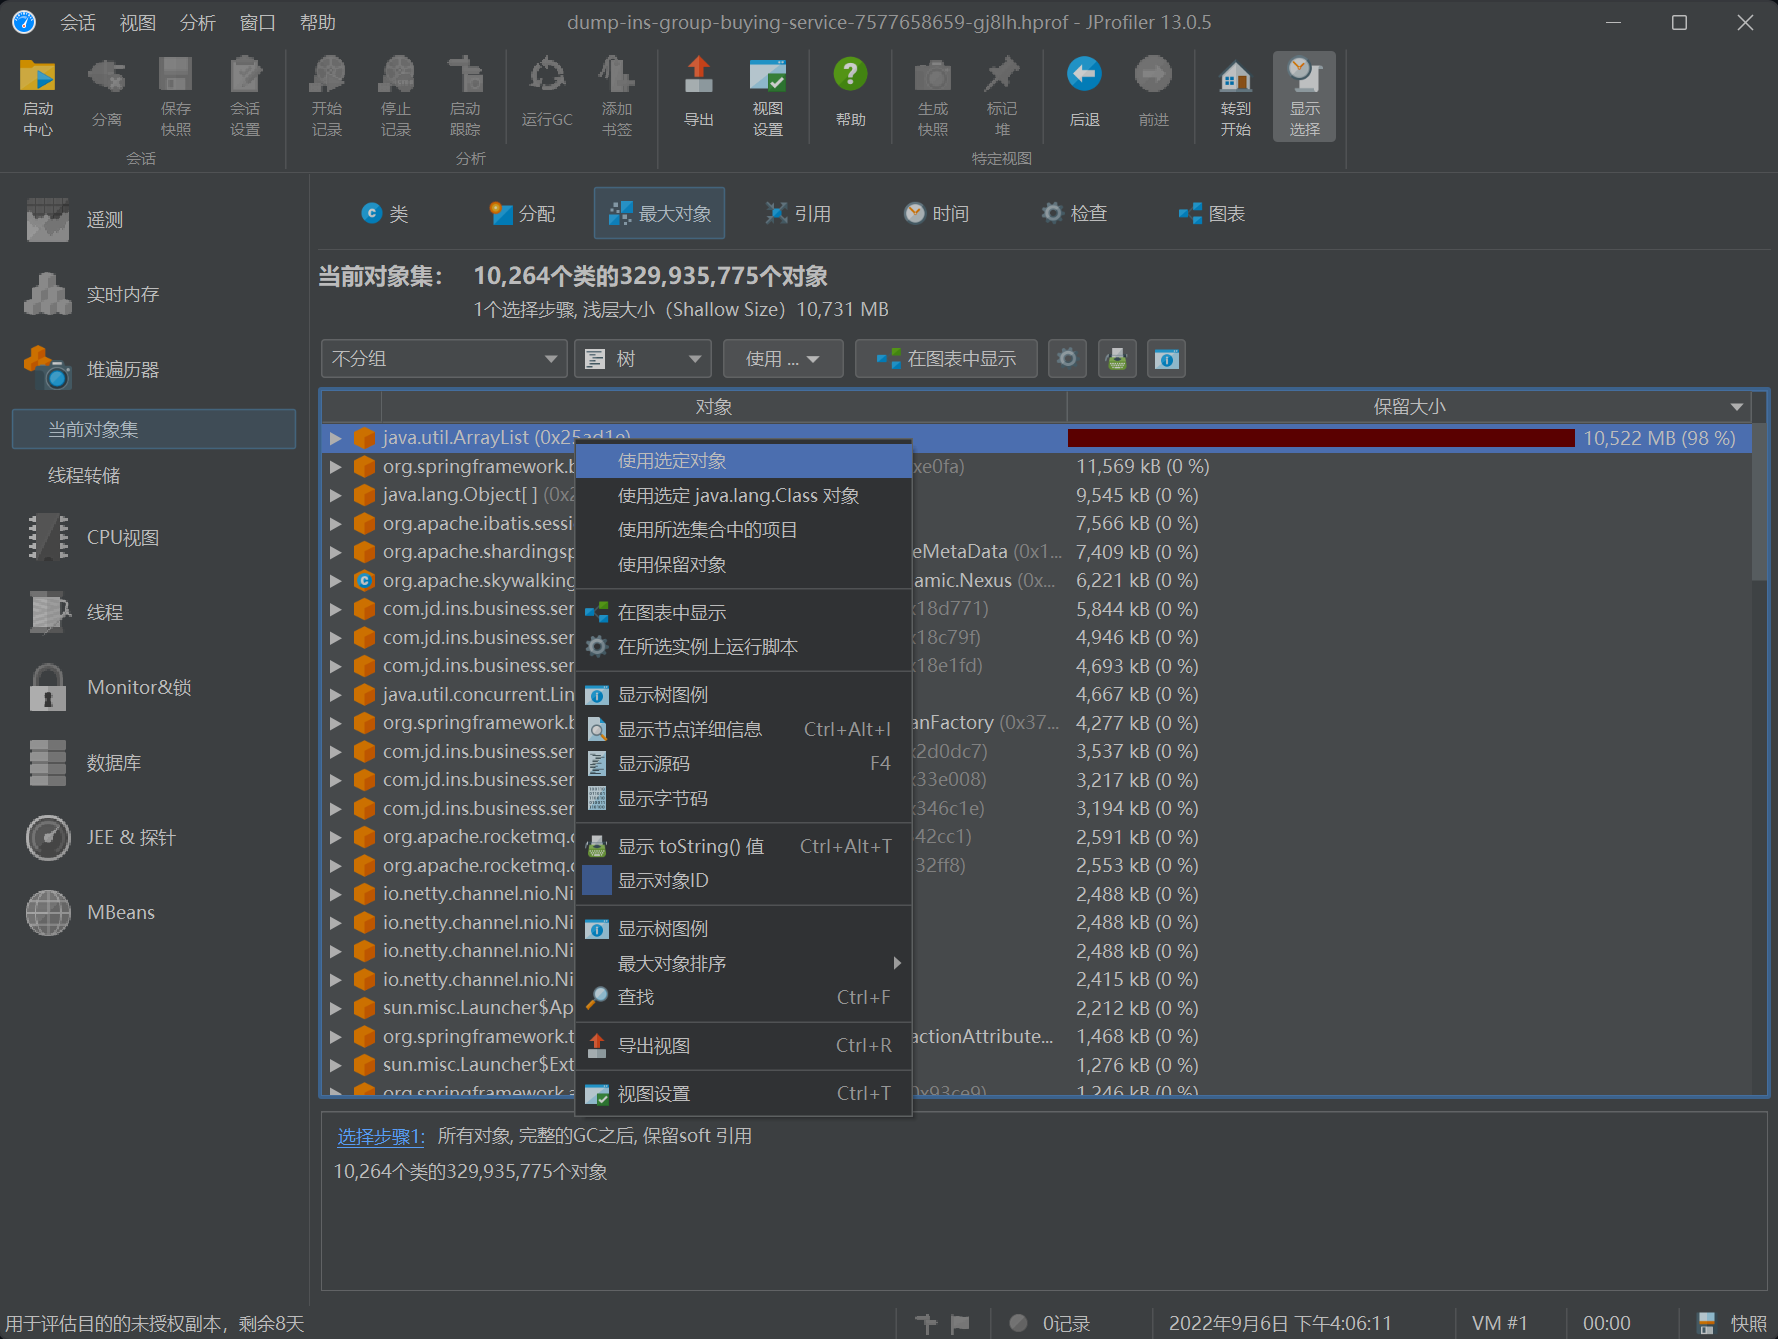 会话 视图 分析 窗口 帮助 dump-ins-group-buying-service-7577658659-gj8lh.hprof - JProfiler 13.0.5
启动中心 分离 保存快照 会话设置 开始记录 停止记录 启动跟踪 运行GC 添加书签 导出 视图设置 帮助 生成快照 标记堆 后退 前进 转到开始 显示选择
会话 分析 特定视图
遥测
实时内存
堆遍历器
当前对象集
线程转储
CPU视图
线程
Monitor&锁
数据库
JEE & 探针
MBeans
类 分配 最大对象 引用 时间 检查 图表
当前对象集： 10,264个类的329,935,775个对象
1个选择步骤, 浅层大小（Shallow Size）10,731 MB
不分组 树 使用 ... 在图表中显示
对象 保留大小
java.util.ArrayList (0x25ad1e) 10,522 MB (98 %)
org.springframework.b xe0fa) 11,569 kB (0 %)
java.lang.Object[ ] (0x2 9,545 kB (0 %)
org.apache.ibatis.sessi 7,566 kB (0 %)
org.apache.shardingsp eMetaData (0x1... 7,409 kB (0 %)
org.apache.skywalking amic.Nexus (0x... 6,221 kB (0 %)
com.jd.ins.business.ser 18d771) 5,844 kB (0 %)
com.jd.ins.business.ser 18c79f) 4,946 kB (0 %)
com.jd.ins.business.ser 18e1fd) 4,693 kB (0 %)
java.util.concurrent.Lin 4,667 kB (0 %)
org.springframework.b anFactory (0x37... 4,277 kB (0 %)
com.jd.ins.business.ser 2d0dc7) 3,537 kB (0 %)
com.jd.ins.business.ser 33e008) 3,217 kB (0 %)
com.jd.ins.business.ser 346c1e) 3,194 kB (0 %)
org.apache.rocketmq. 42cc1) 2,591 kB (0 %)
org.apache.rocketmq. 32ff8) 2,553 kB (0 %)
io.netty.channel.nio.Ni 2,488 kB (0 %)
io.netty.channel.nio.Ni 2,488 kB (0 %)
io.netty.channel.nio.Ni 2,488 kB (0 %)
io.netty.channel.nio.Ni 2,415 kB (0 %)
sun.misc.Launcher$Ap 2,212 kB (0 %)
org.springframework.t actionAttribute... 1,468 kB (0 %)
sun.misc.Launcher$Ext 1,276 kB (0 %)
org.springframework.a 0x93ce9) 1,246 kB (0 %)
使用选定对象
使用选定 java.lang.Class 对象
使用所选集合中的项目
使用保留对象
在图表中显示
在所选实例上运行脚本
显示树图例
显示节点详细信息 Ctrl+Alt+I
显示源码 F4
显示字节码
显示 toString() 值 Ctrl+Alt+T
显示对象ID
显示树图例
最大对象排序
查找 Ctrl+F
导出视图 Ctrl+R
视图设置 Ctrl+T
选择步骤1: 所有对象, 完整的GC之后, 保留soft 引用
10,264个类的329,935,775个对象
用于评估目的的未授权副本，剩余8天 0记录 2022年9月6日 下午4:06:11 VM #1 00:00 快照